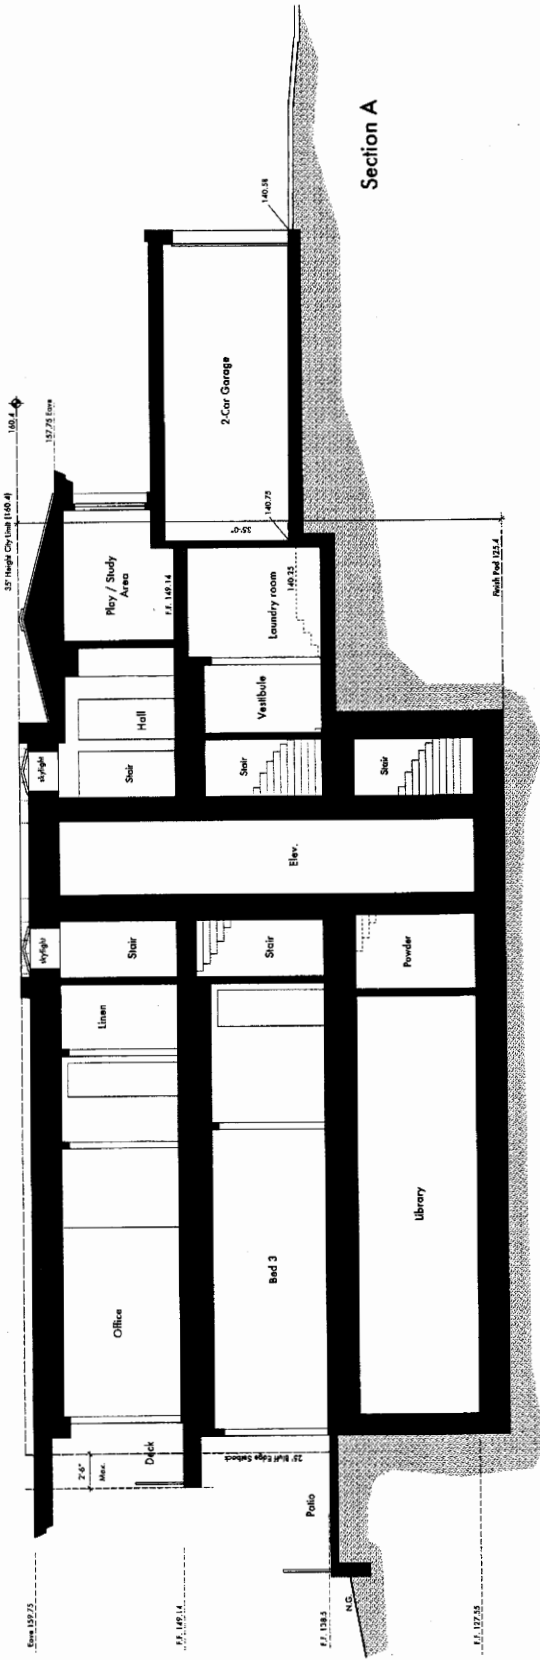 Section A
35' Height City Limit (160.4)
160.4
157.75 Eave
skylight
skylight
Play / Study
Area
F.F. 149.14
Hall
Stair
Stair
Linen
Office
Deck
2'6"
Max.
Eave 159.75
F.F. 149.14
2-Car Garage
140.58
140.75
35'-0"
Laundry room
140.25
Vestibule
Stair
Elev.
Stair
Bed 3
25' Bluff Edge Setback
Patio
F.F. 138.5
N.G.
Finish Pad 125.4
Stair
Powder
Library
F.F. 127.55